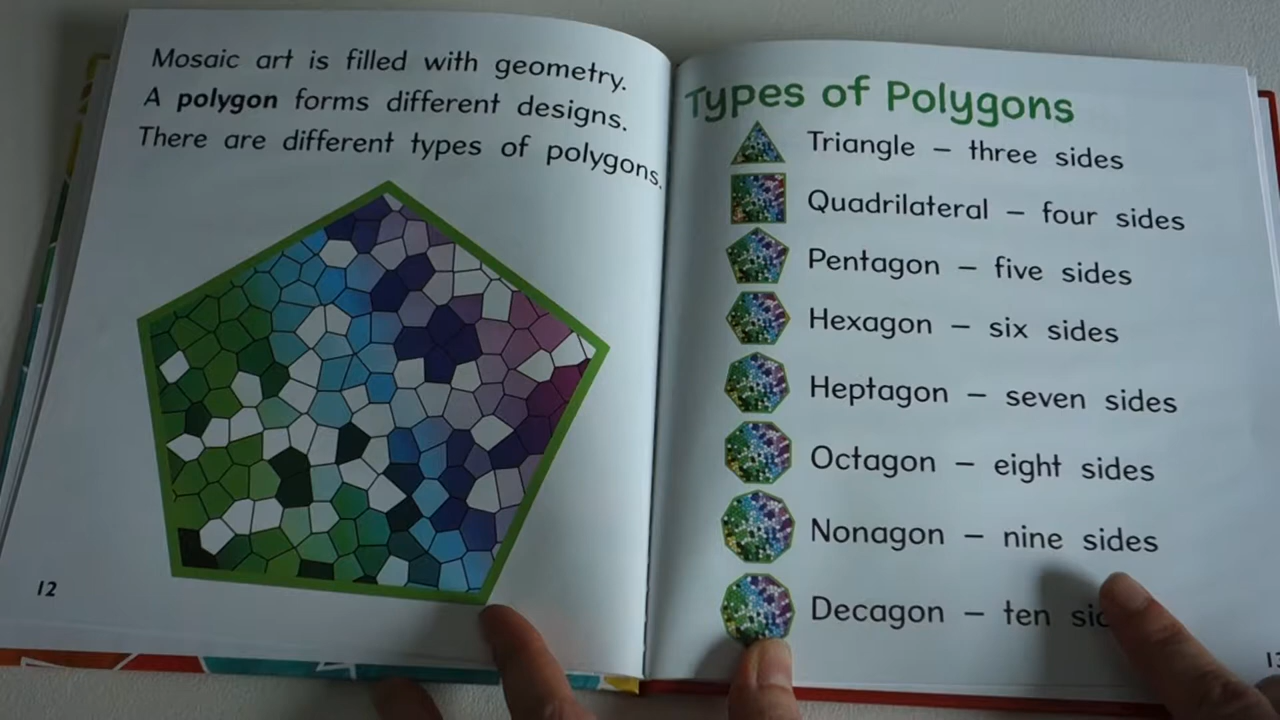 Mosaic art is filled with geometry.
A polygon forms different designs.
There are different types of polygons.
12
Types of Polygons
Triangle – three sides
Quadrilateral – four sides
Pentagon – five sides
Hexagon – six sides
Heptagon – seven sides
Octagon – eight sides
Nonagon – nine sides
Decagon – ten